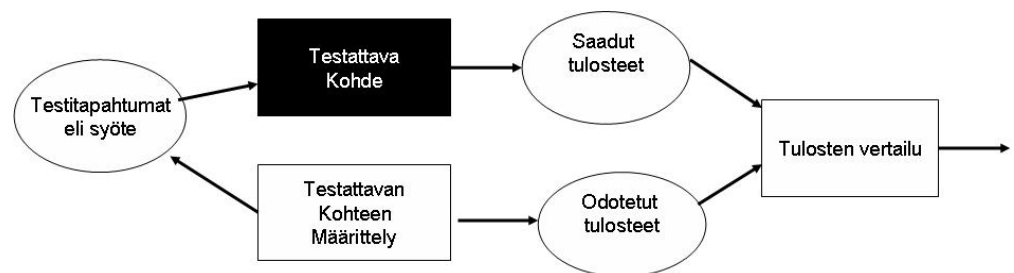 Testitapahtumat
eli syöte
Testattava
Kohde
Saadut
tulosteet
Testattavan
Kohteen
Määrittely
Odotetut
tulosteet
Tulosten vertailu